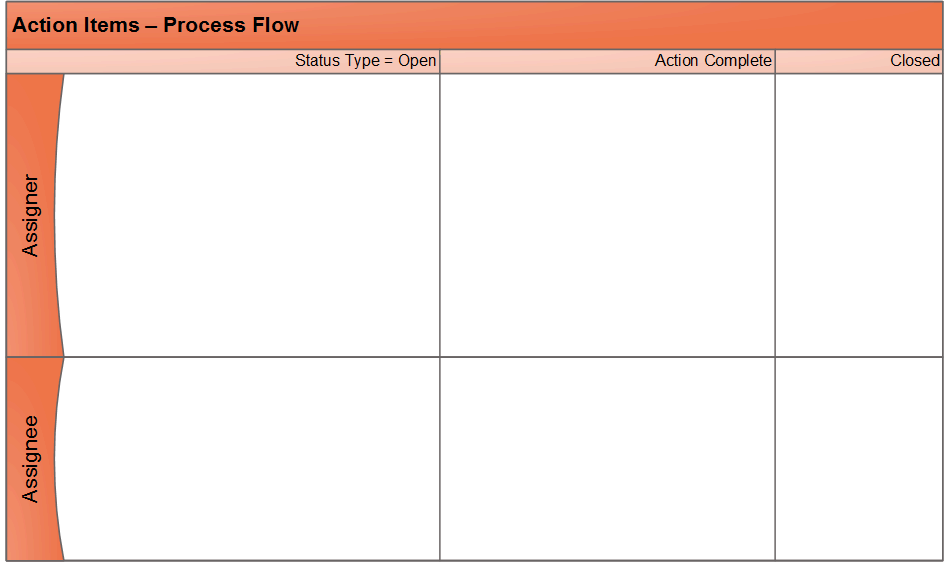 Action Items – Process Flow
Status Type = Open
Action Complete
Closed
Assigner
Assignee